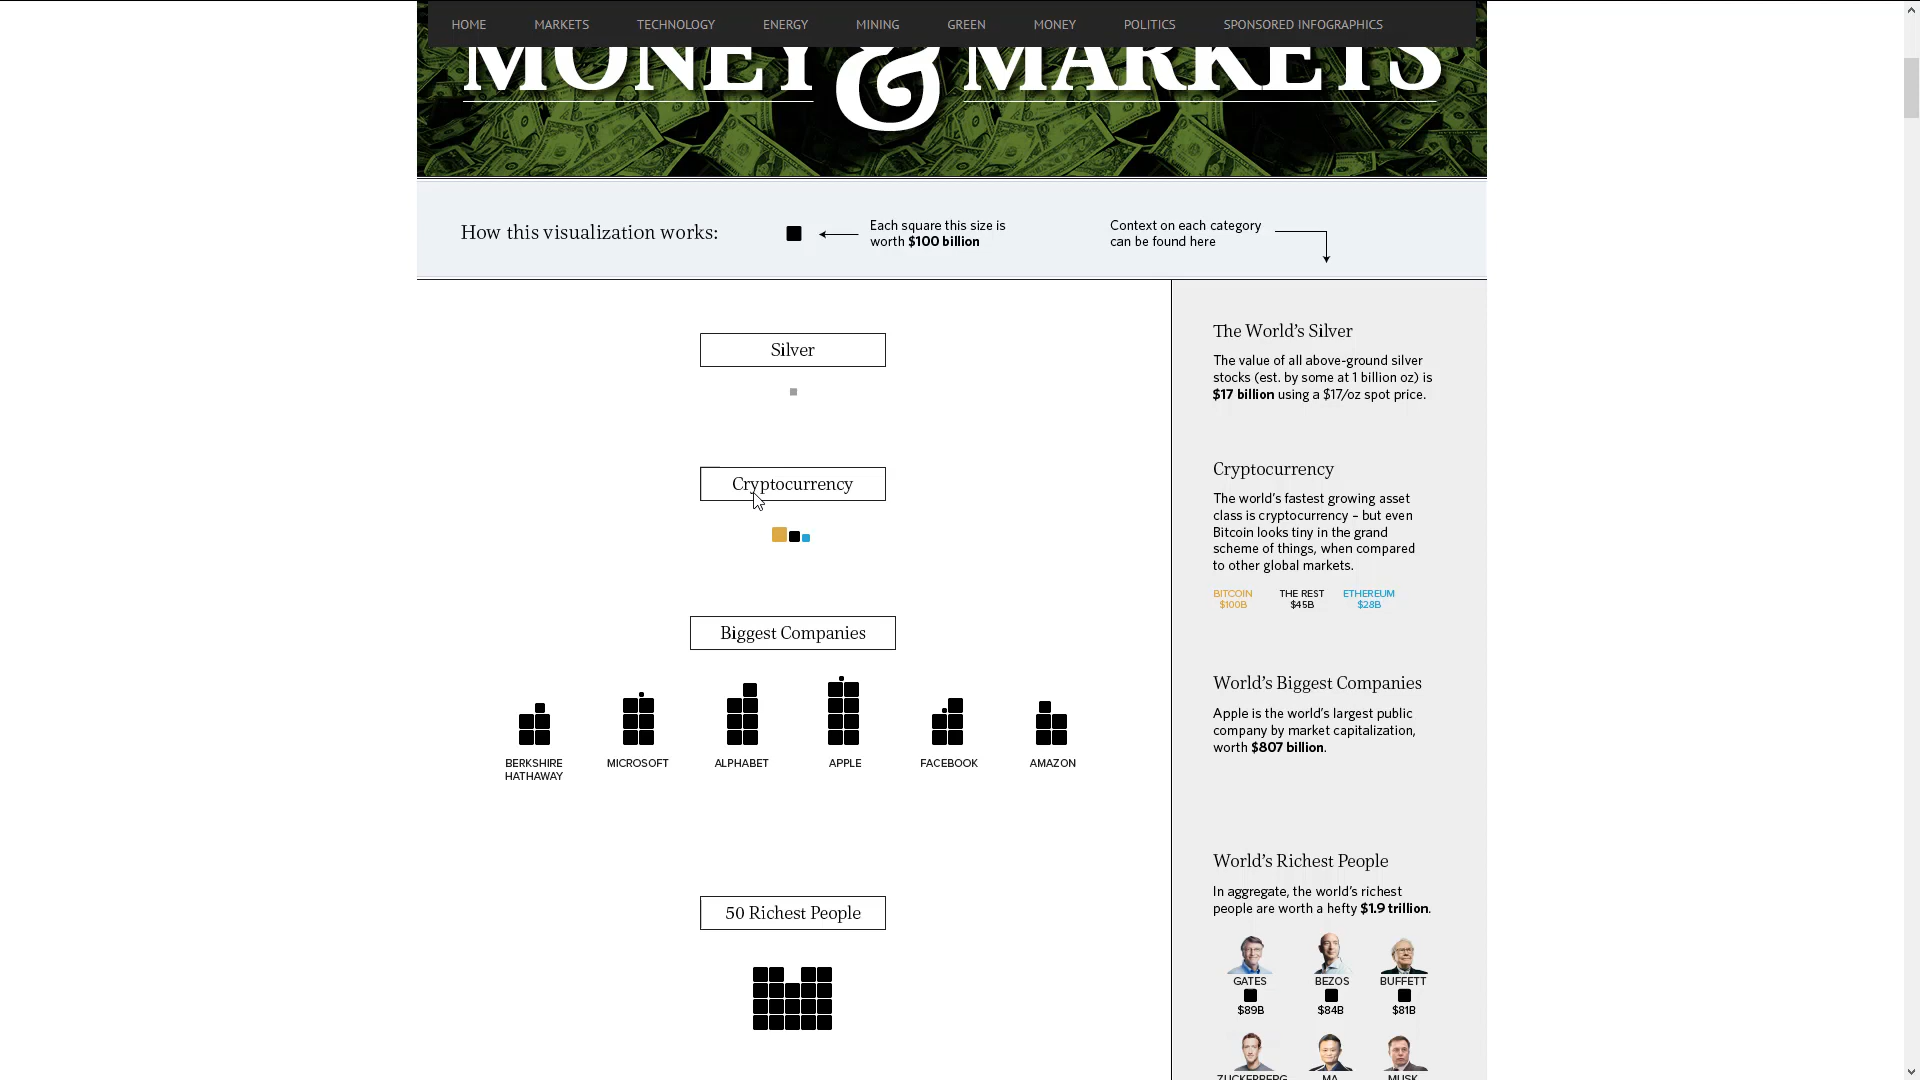 HOME MARKETS TECHNOLOGY ENERGY MINING GREEN MONEY POLITICS SPONSORED INFOGRAPHICS
MONEY & MARKETS
How this visualization works:
Each square this size is
worth $100 billion
Context on each category
can be found here
Silver
The World's Silver
The value of all above-ground silver
stocks (est. by some at 1 billion oz) is
$17 billion using a $17/oz spot price.
Cryptocurrency
Cryptocurrency
The world's fastest growing asset
class is cryptocurrency – but even
Bitcoin looks tiny in the grand
scheme of things, when compared
to other global markets.
BITCOIN THE REST ETHEREUM
$100B $45B $28B
Biggest Companies
BERKSHIRE
HATHAWAY
MICROSOFT
ALPHABET
APPLE
FACEBOOK
AMAZON
World's Biggest Companies
Apple is the world's largest public
company by market capitalization,
worth $807 billion.
50 Richest People
World's Richest People
In aggregate, the world's richest
people are worth a hefty $1.9 trillion.
GATES BEZOS BUFFETT
$89B $84B $81B
ZUCKERBERG MA MUSK